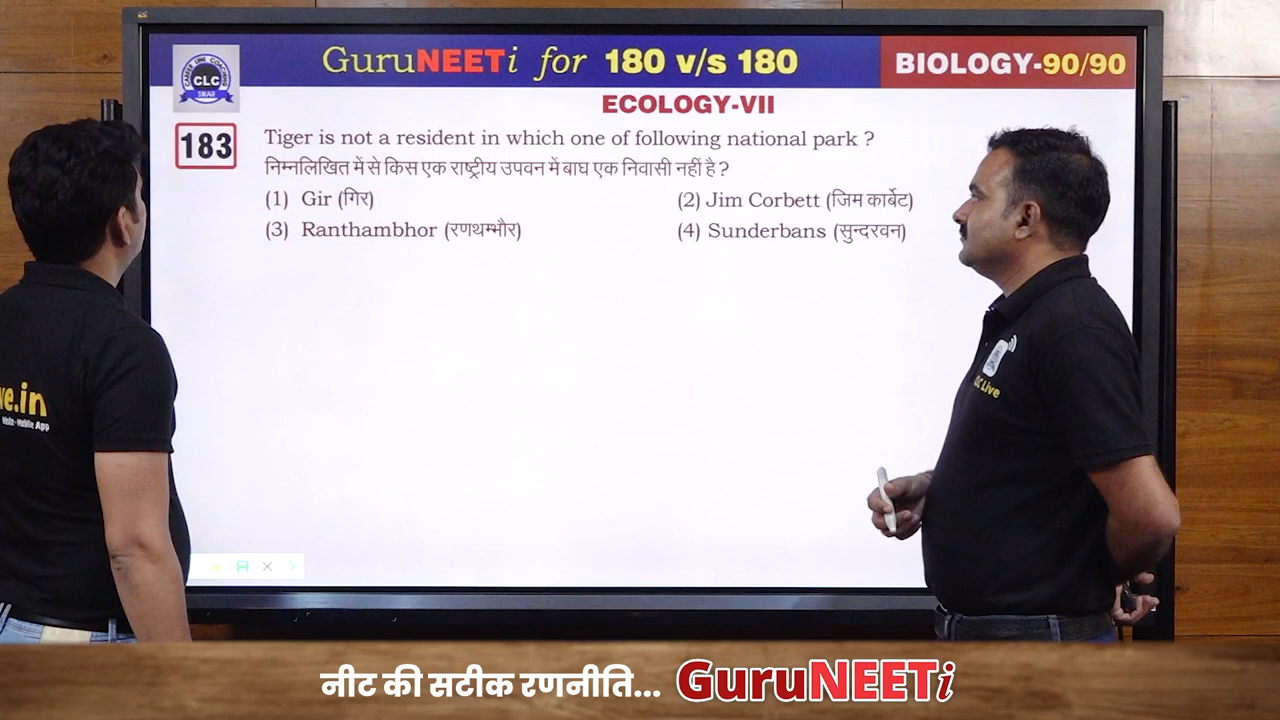 GuruNEETi for 180 v/s 180
BIOLOGY-90/90
CLC
SIKAR
ECOLOGY-VII
183
Tiger is not a resident in which one of following national park ?
निम्नलिखित में से किस एक राष्ट्रीय उपवन में बाघ एक निवासी नहीं है ?
(1) Gir (गिर)
(2) Jim Corbett (जिम कार्बेट)
(3) Ranthambhor (रणथम्भौर)
(4) Sunderbans (सुन्दरवन)
ve.in
Live
नीट की सटीक रणनीति... GuruNEETi